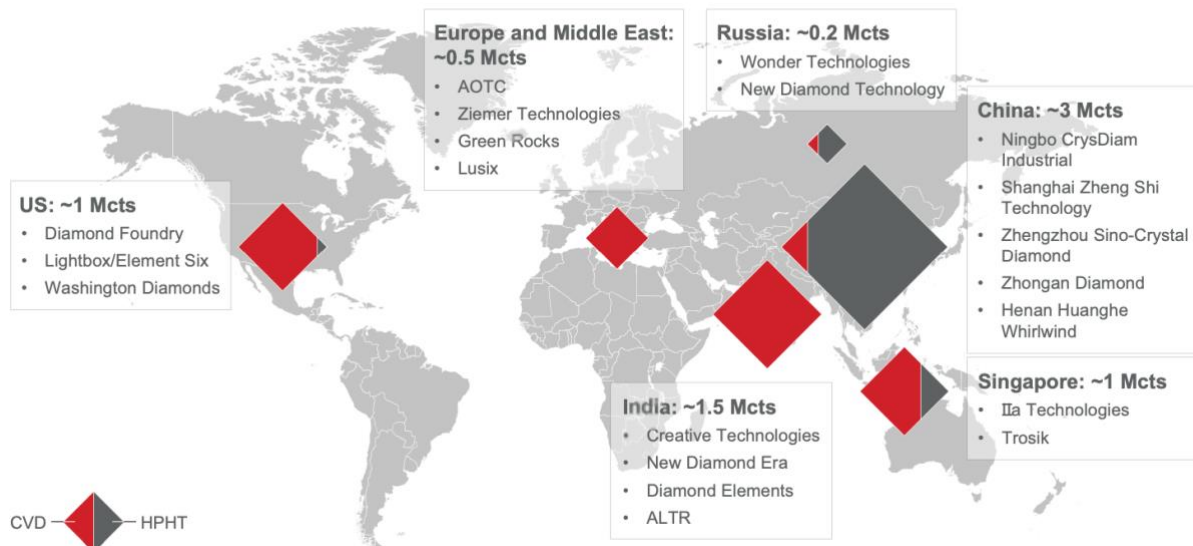 Europe and Middle East:
~0.5 Mcts
• AOTC
• Ziemer Technologies
• Green Rocks
• Lusix
Russia: ~0.2 Mcts
• Wonder Technologies
• New Diamond Technology
China: ~3 Mcts
• Ningbo CrysDiam
Industrial
• Shanghai Zheng Shi
Technology
• Zhengzhou Sino-Crystal
Diamond
• Zhongan Diamond
• Henan Huanghe
Whirlwind
US: ~1 Mcts
• Diamond Foundry
• Lightbox/Element Six
• Washington Diamonds
India: ~1.5 Mcts
• Creative Technologies
• New Diamond Era
• Diamond Elements
• ALTR
Singapore: ~1 Mcts
• IIa Technologies
• Trosik
CVD HPHT